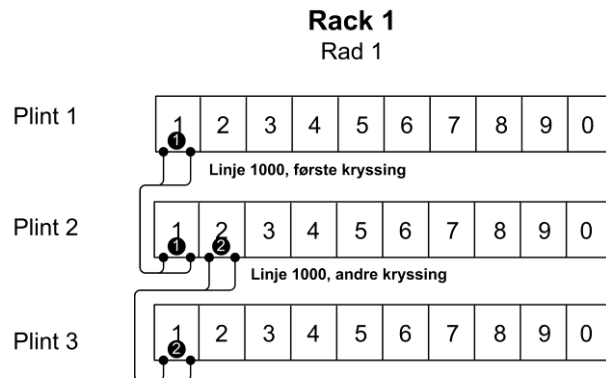 Rack 1
Rad 1
Plint 1 1 2 3 4 5 6 7 8 9 0
1
Linje 1000, første kryssing
Plint 2 1 2 3 4 5 6 7 8 9 0
1 2
Linje 1000, andre kryssing
Plint 3 1 2 3 4 5 6 7 8 9 0
2